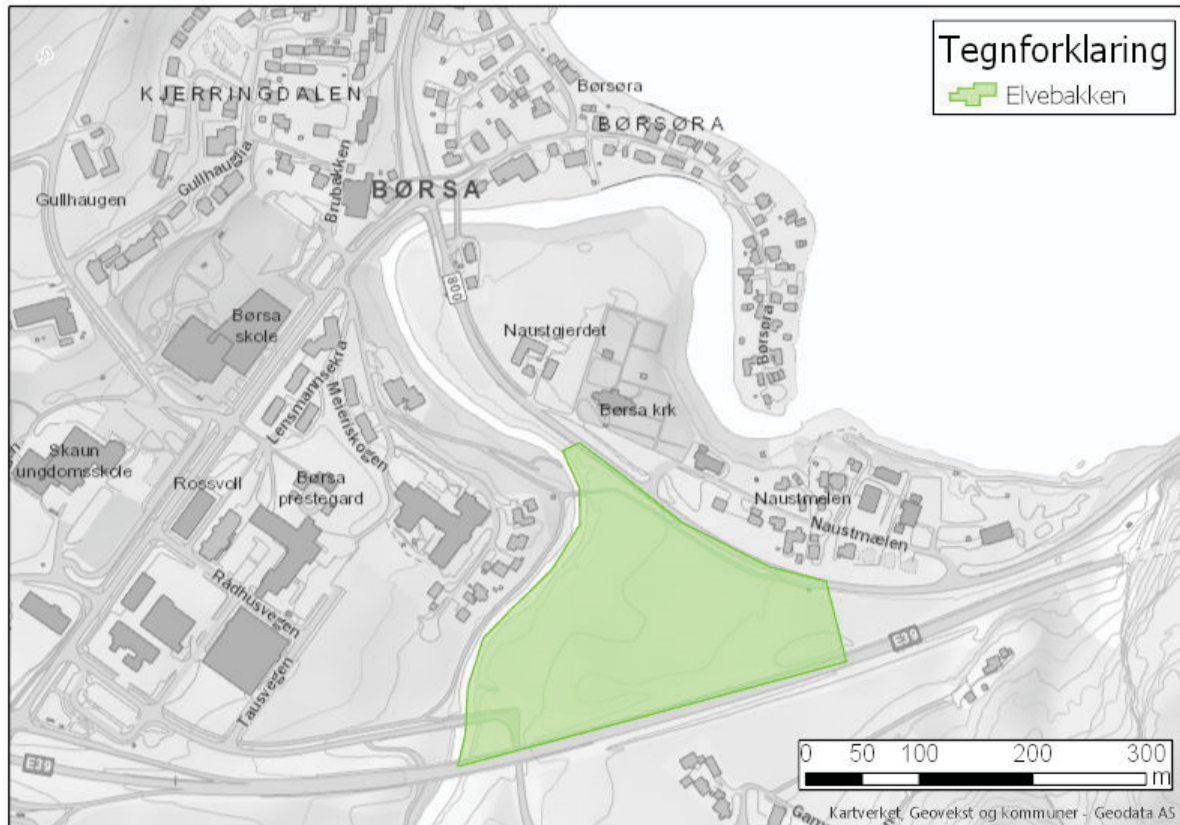 Tegnforklaring
Elvebakken
KJERRINGDALEN
Børsøra
BØRSØRA
Gullhaugen
Gullhauglia
Brubakken
BØRSA
800
Børsa
skole
Naustgjerdet
Børsøra
Lensmannsekra
Meieriskogen
Børsa krk
Skaun
ungdomsskole
Rossvoll
Børsa
prestegard
Naustmelen
Naustmælen
Rådhusvegen
Tausvegen
E39
E39
0 50 100 200 300
m
Kartverket, Geovekst og kommuner - Geodata AS